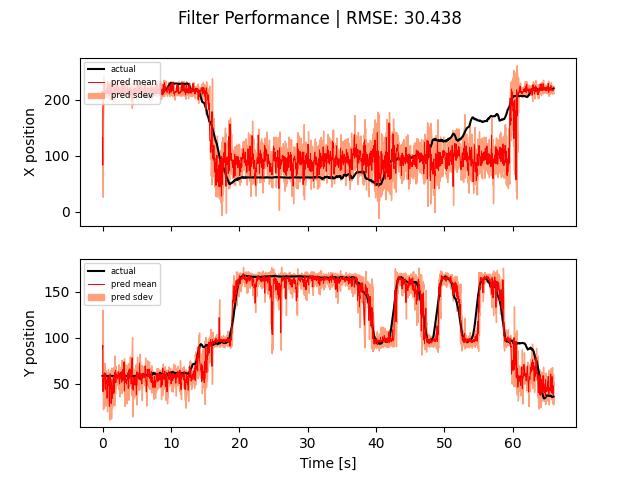 Filter Performance | RMSE: 30.438
actual
pred mean
pred sdev
X position
200
100
0
actual
pred mean
pred sdev
Y position
150
100
50
0 10 20 30 40 50 60
Time [s]